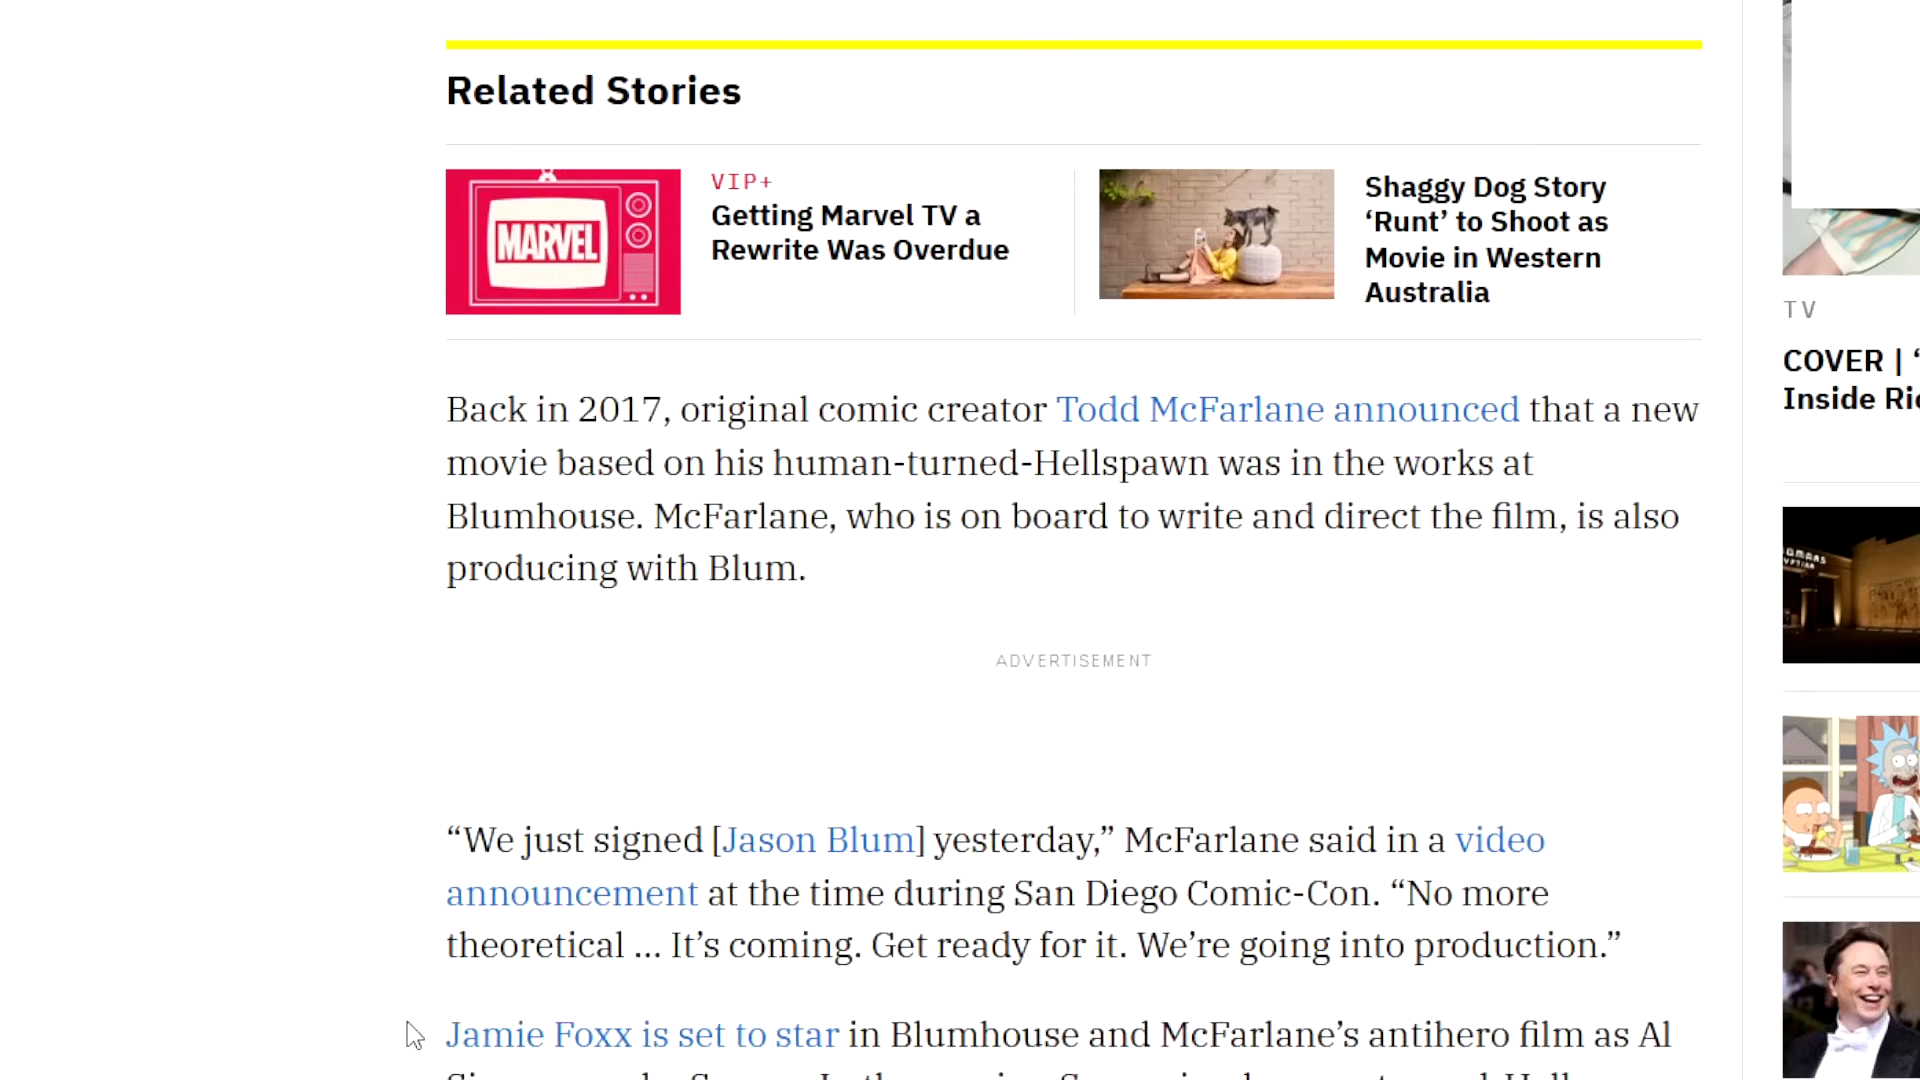 Related Stories
MARVEL
VIP+
Getting Marvel TV a
Rewrite Was Overdue
Shaggy Dog Story
‘Runt’ to Shoot as
Movie in Western
Australia
Back in 2017, original comic creator Todd McFarlane announced that a new
movie based on his human-turned-Hellspawn was in the works at
Blumhouse. McFarlane, who is on board to write and direct the film, is also
producing with Blum.
ADVERTISEMENT
“We just signed [Jason Blum] yesterday,” McFarlane said in a video
announcement at the time during San Diego Comic-Con. “No more
theoretical … It’s coming. Get ready for it. We’re going into production.”
Jamie Foxx is set to star in Blumhouse and McFarlane’s antihero film as Al
TV
COVER | ‘
Inside Ric